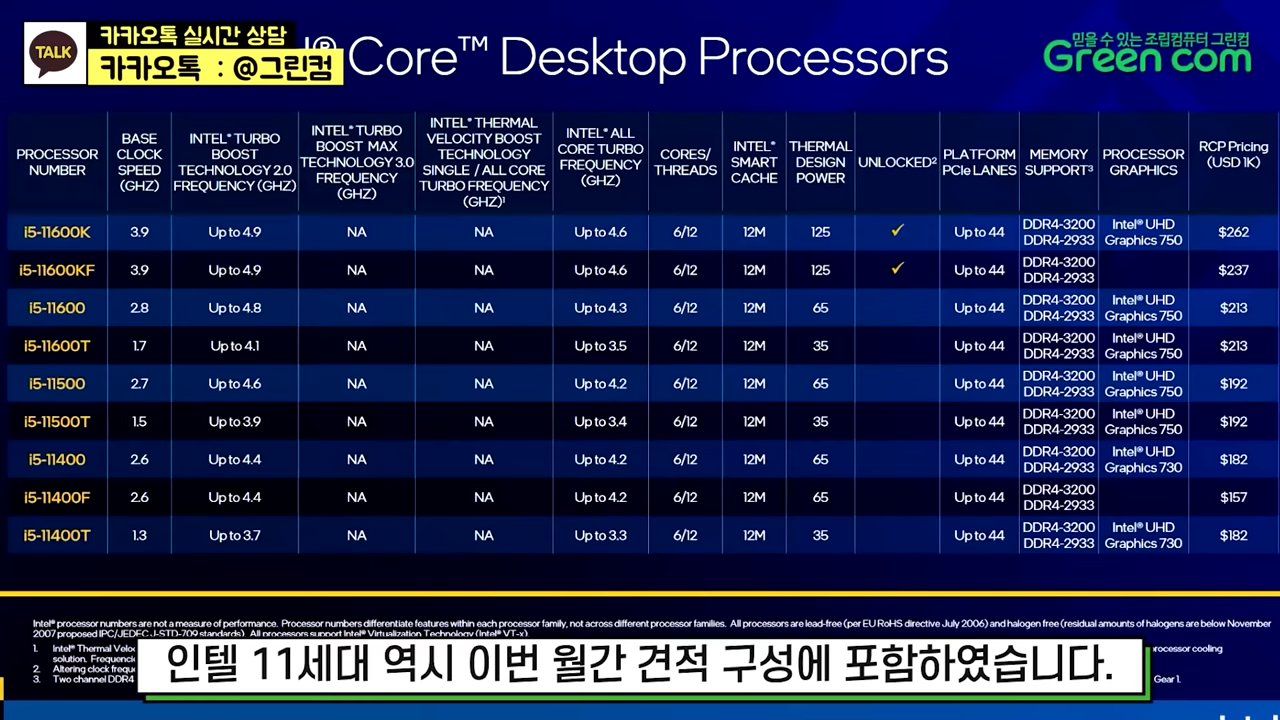 카카오톡 실시간 상담
TALK
카카오톡 : @그린컴
® Core™ Desktop Processors
믿을 수 있는 조립컴퓨터 그린컴
Green com
PROCESSOR NUMBER
BASE CLOCK SPEED (GHZ)
INTEL® TURBO BOOST TECHNOLOGY 2.0 FREQUENCY (GHZ)
INTEL® TURBO BOOST MAX TECHNOLOGY 3.0 FREQUENCY (GHZ)
INTEL® THERMAL VELOCITY BOOST TECHNOLOGY SINGLE / ALL CORE TURBO FREQUENCY (GHZ)¹
INTEL® ALL CORE TURBO FREQUENCY (GHZ)
CORES/ THREADS
INTEL® SMART CACHE
THERMAL DESIGN POWER
UNLOCKED²
PLATFORM PCIe LANES
MEMORY SUPPORT³
PROCESSOR GRAPHICS
RCP Pricing (USD 1K)
i5-11600K 3.9 Up to 4.9 NA NA Up to 4.6 6/12 12M 125 ✓ Up to 44 DDR4-3200 DDR4-2933 Intel® UHD Graphics 750 $262
i5-11600KF 3.9 Up to 4.9 NA NA Up to 4.6 6/12 12M 125 ✓ Up to 44 DDR4-3200 DDR4-2933 $237
i5-11600 2.8 Up to 4.8 NA NA Up to 4.3 6/12 12M 65 Up to 44 DDR4-3200 DDR4-2933 Intel® UHD Graphics 750 $213
i5-11600T 1.7 Up to 4.1 NA NA Up to 3.5 6/12 12M 35 Up to 44 DDR4-3200 DDR4-2933 Intel® UHD Graphics 750 $213
i5-11500 2.7 Up to 4.6 NA NA Up to 4.2 6/12 12M 65 Up to 44 DDR4-3200 DDR4-2933 Intel® UHD Graphics 750 $192
i5-11500T 1.5 Up to 3.9 NA NA Up to 3.4 6/12 12M 35 Up to 44 DDR4-3200 DDR4-2933 Intel® UHD Graphics 750 $192
i5-11400 2.6 Up to 4.4 NA NA Up to 4.2 6/12 12M 65 Up to 44 DDR4-3200 DDR4-2933 Intel® UHD Graphics 730 $182
i5-11400F 2.6 Up to 4.4 NA NA Up to 4.2 6/12 12M 65 Up to 44 DDR4-3200 DDR4-2933 $157
i5-11400T 1.3 Up to 3.7 NA NA Up to 3.3 6/12 12M 35 Up to 44 DDR4-3200 DDR4-2933 Intel® UHD Graphics 730 $182
Intel® processor numbers are not a measure of performance. Processor numbers differentiate features within each processor family, not across different processor families. All processors are lead-free (per EU RoHS directive July 2006) and halogen free (residual amounts of halogens are below November
2007 proposed IPC/JEDEC J-STD-709 standards). All processors support Intel® Virtualization Technology (Intel® VT-x).
1. Intel® Thermal processor cooling
solution.
2. Altering clock
3. Two channel DDR4 Gear 1.
인텔 11세대 역시 이번 월간 견적 구성에 포함하였습니다.